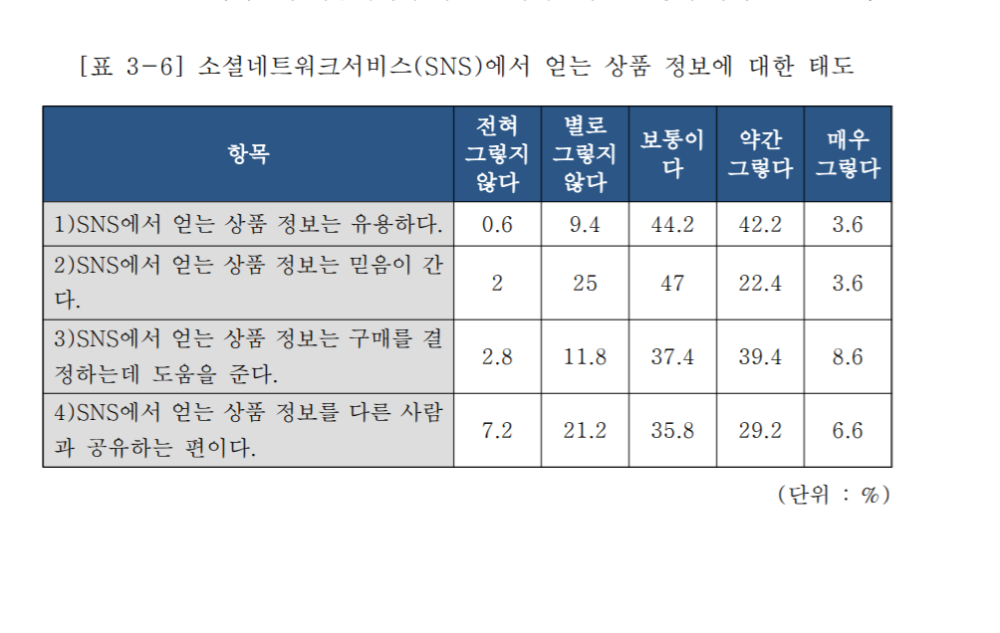 [표 3-6] 소셜네트워크서비스(SNS)에서 얻는 상품 정보에 대한 태도
항목
전혀
그렇지
않다
별로
그렇지
않다
보통이
다
약간
그렇다
매우
그렇다
1)SNS에서 얻는 상품 정보는 유용하다.
0.6
9.4
44.2
42.2
3.6
2)SNS에서 얻는 상품 정보는 믿음이 간
다.
2
25
47
22.4
3.6
3)SNS에서 얻는 상품 정보는 구매를 결
정하는데 도움을 준다.
2.8
11.8
37.4
39.4
8.6
4)SNS에서 얻는 상품 정보를 다른 사람
과 공유하는 편이다.
7.2
21.2
35.8
29.2
6.6
(단위 : %)